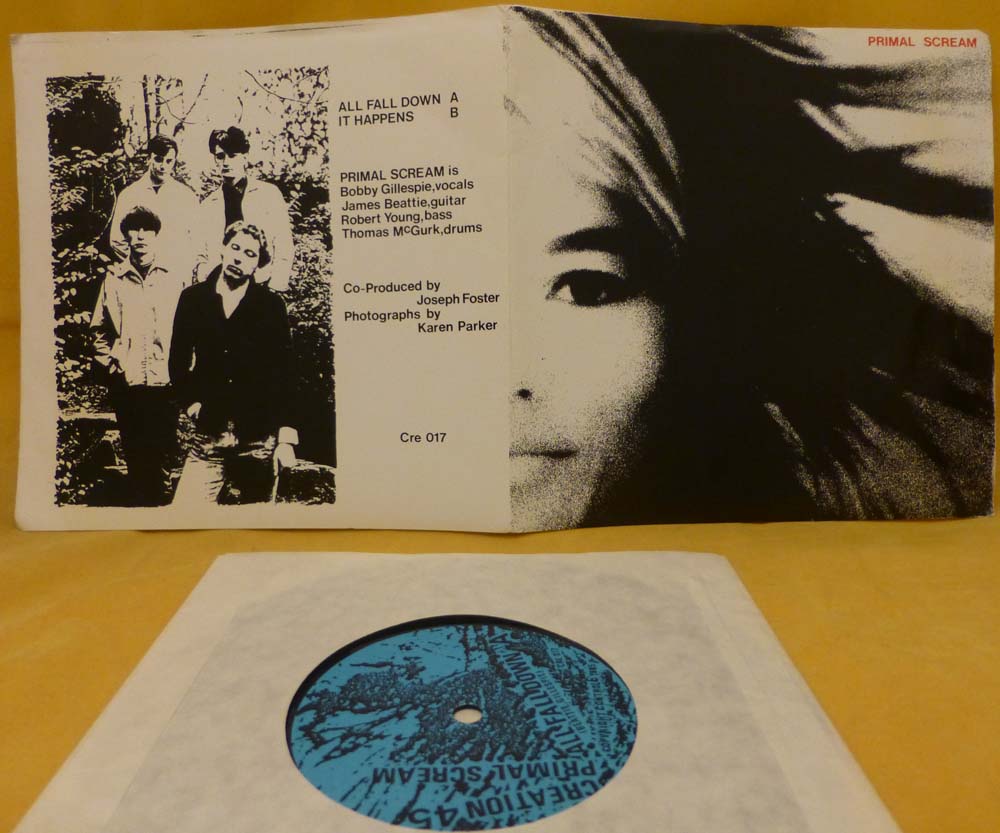 PRIMAL SCREAM
ALL FALL DOWN A
IT HAPPENS B
PRIMAL SCREAM is
Bobby Gillespie,vocals
James Beattie,guitar
Robert Young,bass
Thomas McGurk,drums
Co-Produced by
Joseph Foster
Photographs by
Karen Parker
Cre 017
ALL FALL DOWN A
PRIMAL SCREAM
CREATION 45